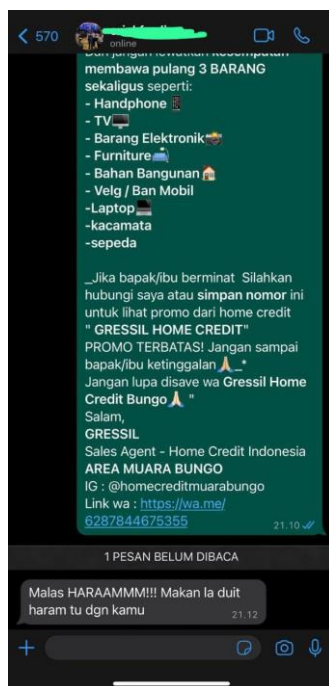 570
online
membawa pulang 3 BARANG
sekaligus seperti:
- Handphone
- TV
- Barang Elektronik
- Furniture
- Bahan Bangunan
- Velg / Ban Mobil
-Laptop
-kacamata
-sepeda
_Jika bapak/ibu berminat Silahkan
hubungi saya atau simpan nomor ini
untuk lihat promo dari home credit
" GRESSIL HOME CREDIT"
PROMO TERBATAS! Jangan sampai
bapak/ibu ketinggalan🙏_*
Jangan lupa disave wa Gressil Home
Credit Bungo🙏 "
Salam,
GRESSIL
Sales Agent - Home Credit Indonesia
AREA MUARA BUNGO
IG : @homecreditmuarabungo
Link wa : https://wa.me/
6287844675355
21.10
1 PESAN BELUM DIBACA
Malas HARAAMMM!!! Makan la duit
haram tu dgn kamu
21.12